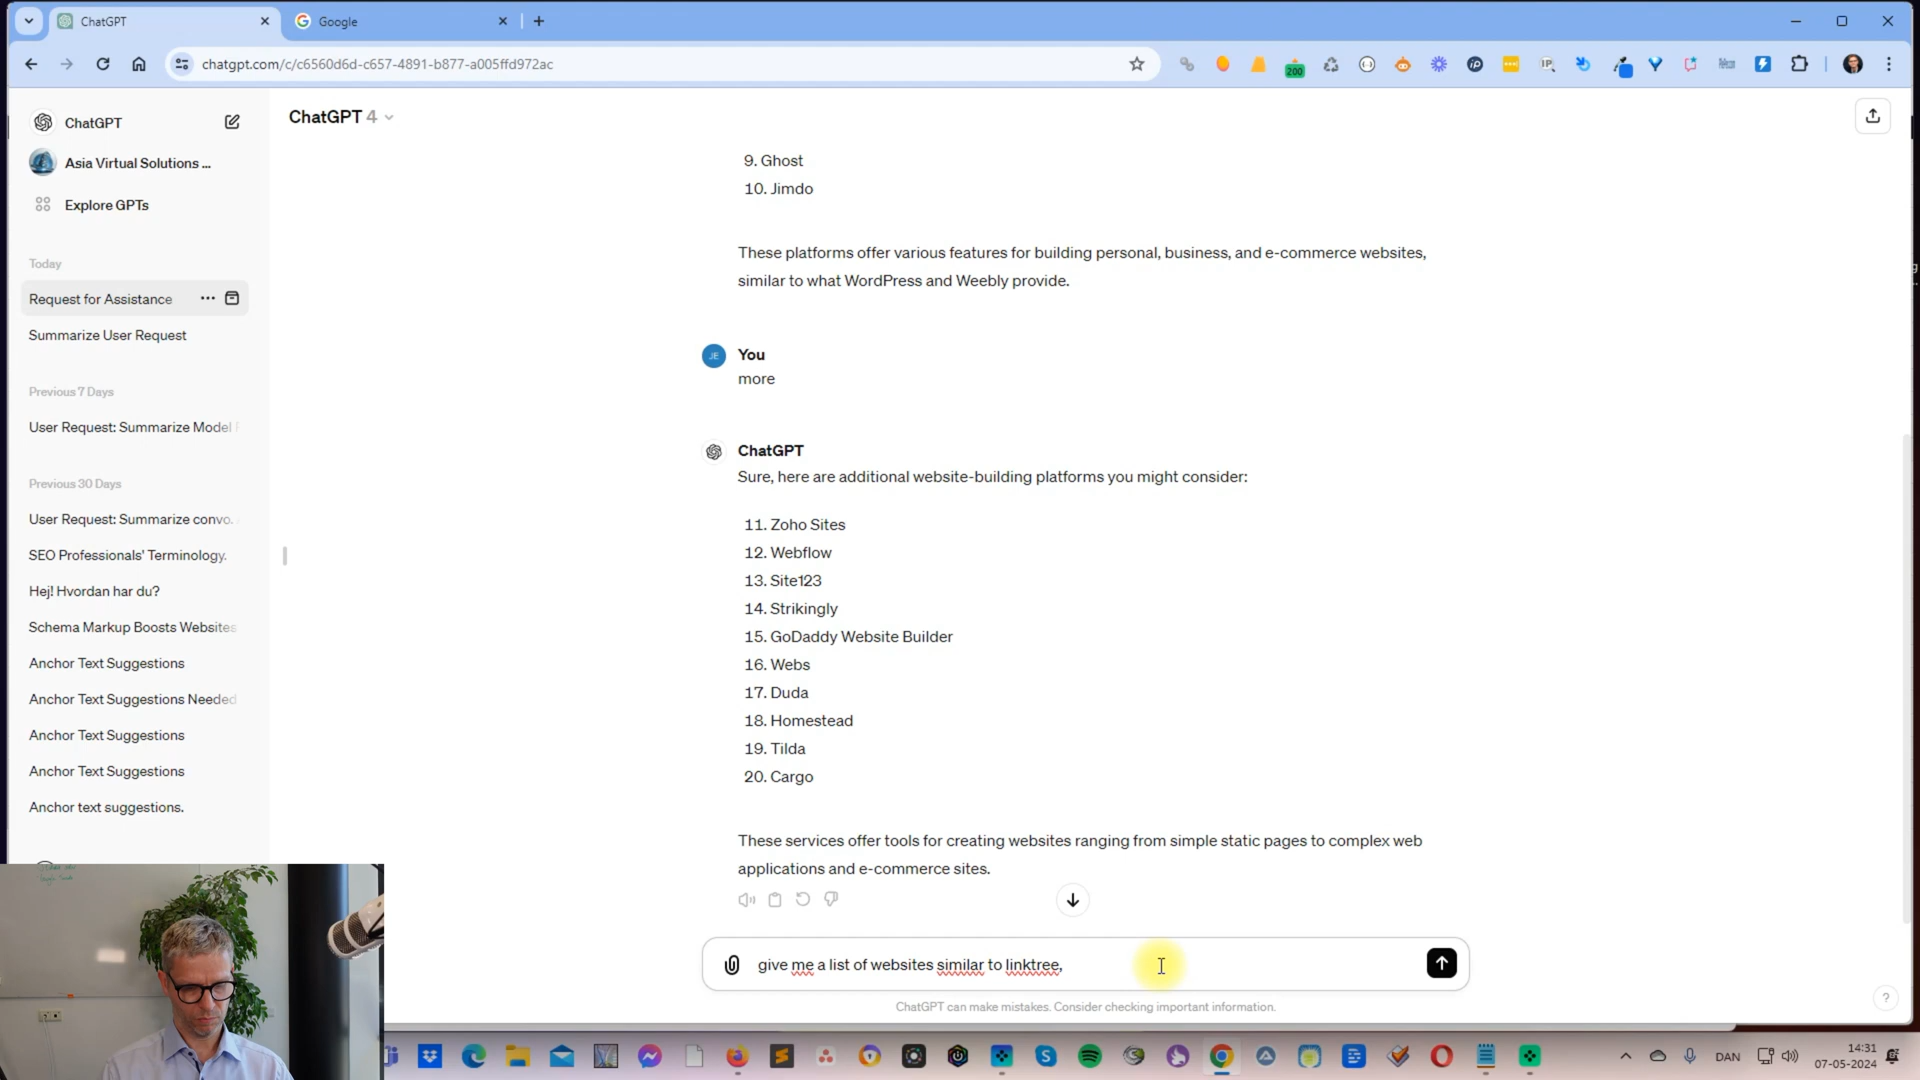 ChatGPT
Google
chatgpt.com/c/c6560d6d-c657-4891-b877-a005ffd972ac
200
ChatGPT
Asia Virtual Solutions ...
Explore GPTs
Today
Request for Assistance
Summarize User Request
Previous 7 Days
User Request: Summarize Model
Previous 30 Days
User Request: Summarize convo.
SEO Professionals' Terminology.
Hej! Hvordan har du?
Schema Markup Boosts Websites
Anchor Text Suggestions
Anchor Text Suggestions Needed
Anchor Text Suggestions
Anchor Text Suggestions
Anchor text suggestions.
ChatGPT 4
9. Ghost
10. Jimdo
These platforms offer various features for building personal, business, and e-commerce websites,
similar to what WordPress and Weebly provide.
JE
You
more
ChatGPT
Sure, here are additional website-building platforms you might consider:
11. Zoho Sites
12. Webflow
13. Site123
14. Strikingly
15. GoDaddy Website Builder
16. Webs
17. Duda
18. Homestead
19. Tilda
20. Cargo
These services offer tools for creating websites ranging from simple static pages to complex web
applications and e-commerce sites.
give me a list of websites similar to linktree,
ChatGPT can make mistakes. Consider checking important information.
?
DAN
14:31
07-05-2024